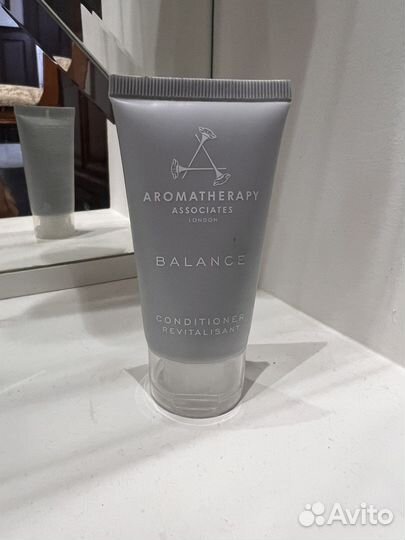 AROMATHERAPY
ASSOCIATES
LONDON
BALANCE
CONDITIONER
REVITALISANT
Avito